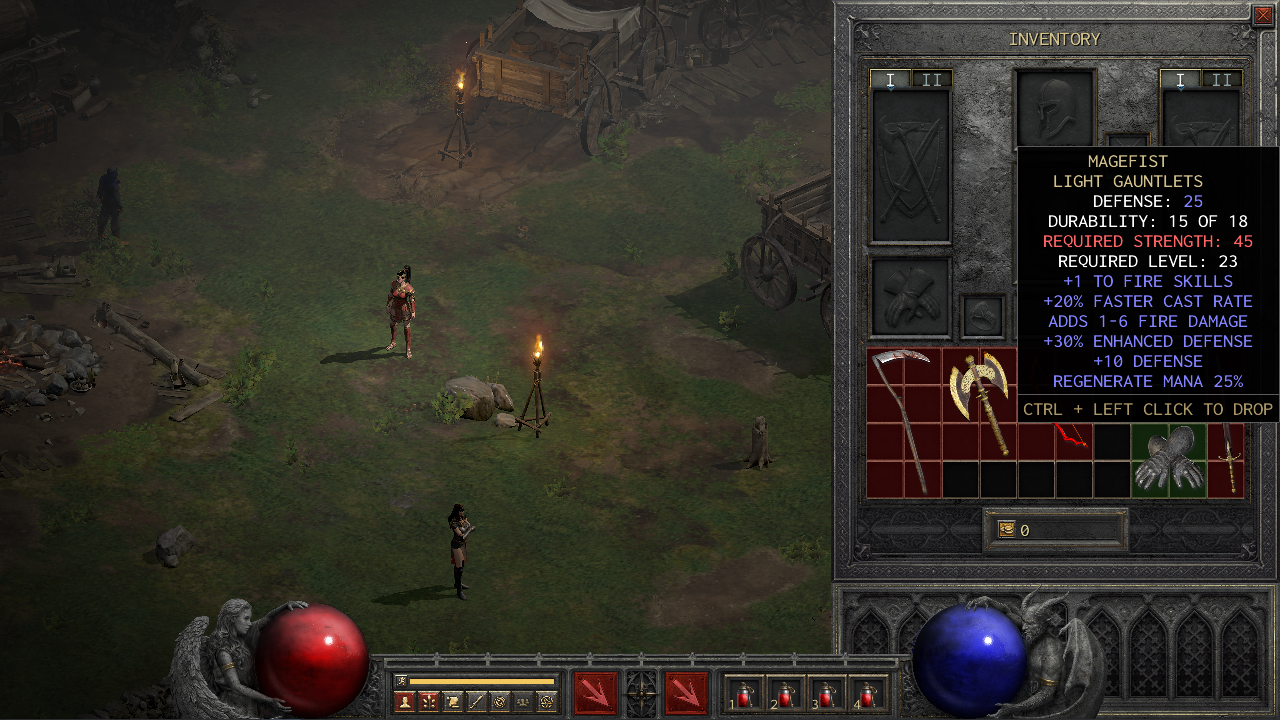 INVENTORY
I II
I II
MAGEFIST
LIGHT GAUNTLETS
DEFENSE: 25
DURABILITY: 15 OF 18
REQUIRED STRENGTH: 45
REQUIRED LEVEL: 23
+1 TO FIRE SKILLS
+20% FASTER CAST RATE
ADDS 1-6 FIRE DAMAGE
+30% ENHANCED DEFENSE
+10 DEFENSE
REGENERATE MANA 25%
CTRL + LEFT CLICK TO DROP
0
1 2 3 4